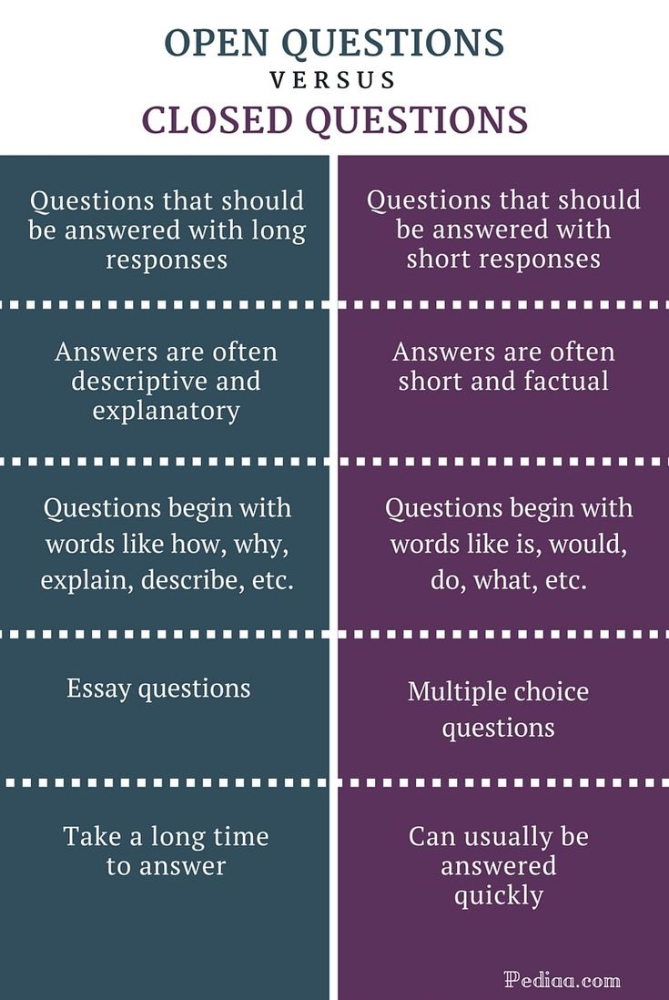 OPEN QUESTIONS
VERSUS
CLOSED QUESTIONS
Questions that should
be answered with long
responses
Questions that should
be answered with
short responses
Answers are often
descriptive and
explanatory
Answers are often
short and factual
Questions begin with
words like how, why,
explain, describe, etc.
Questions begin with
words like is, would,
do, what, etc.
Essay questions
Multiple choice
questions
Take a long time
to answer
Can usually be
answered
quickly
Pediaa.com